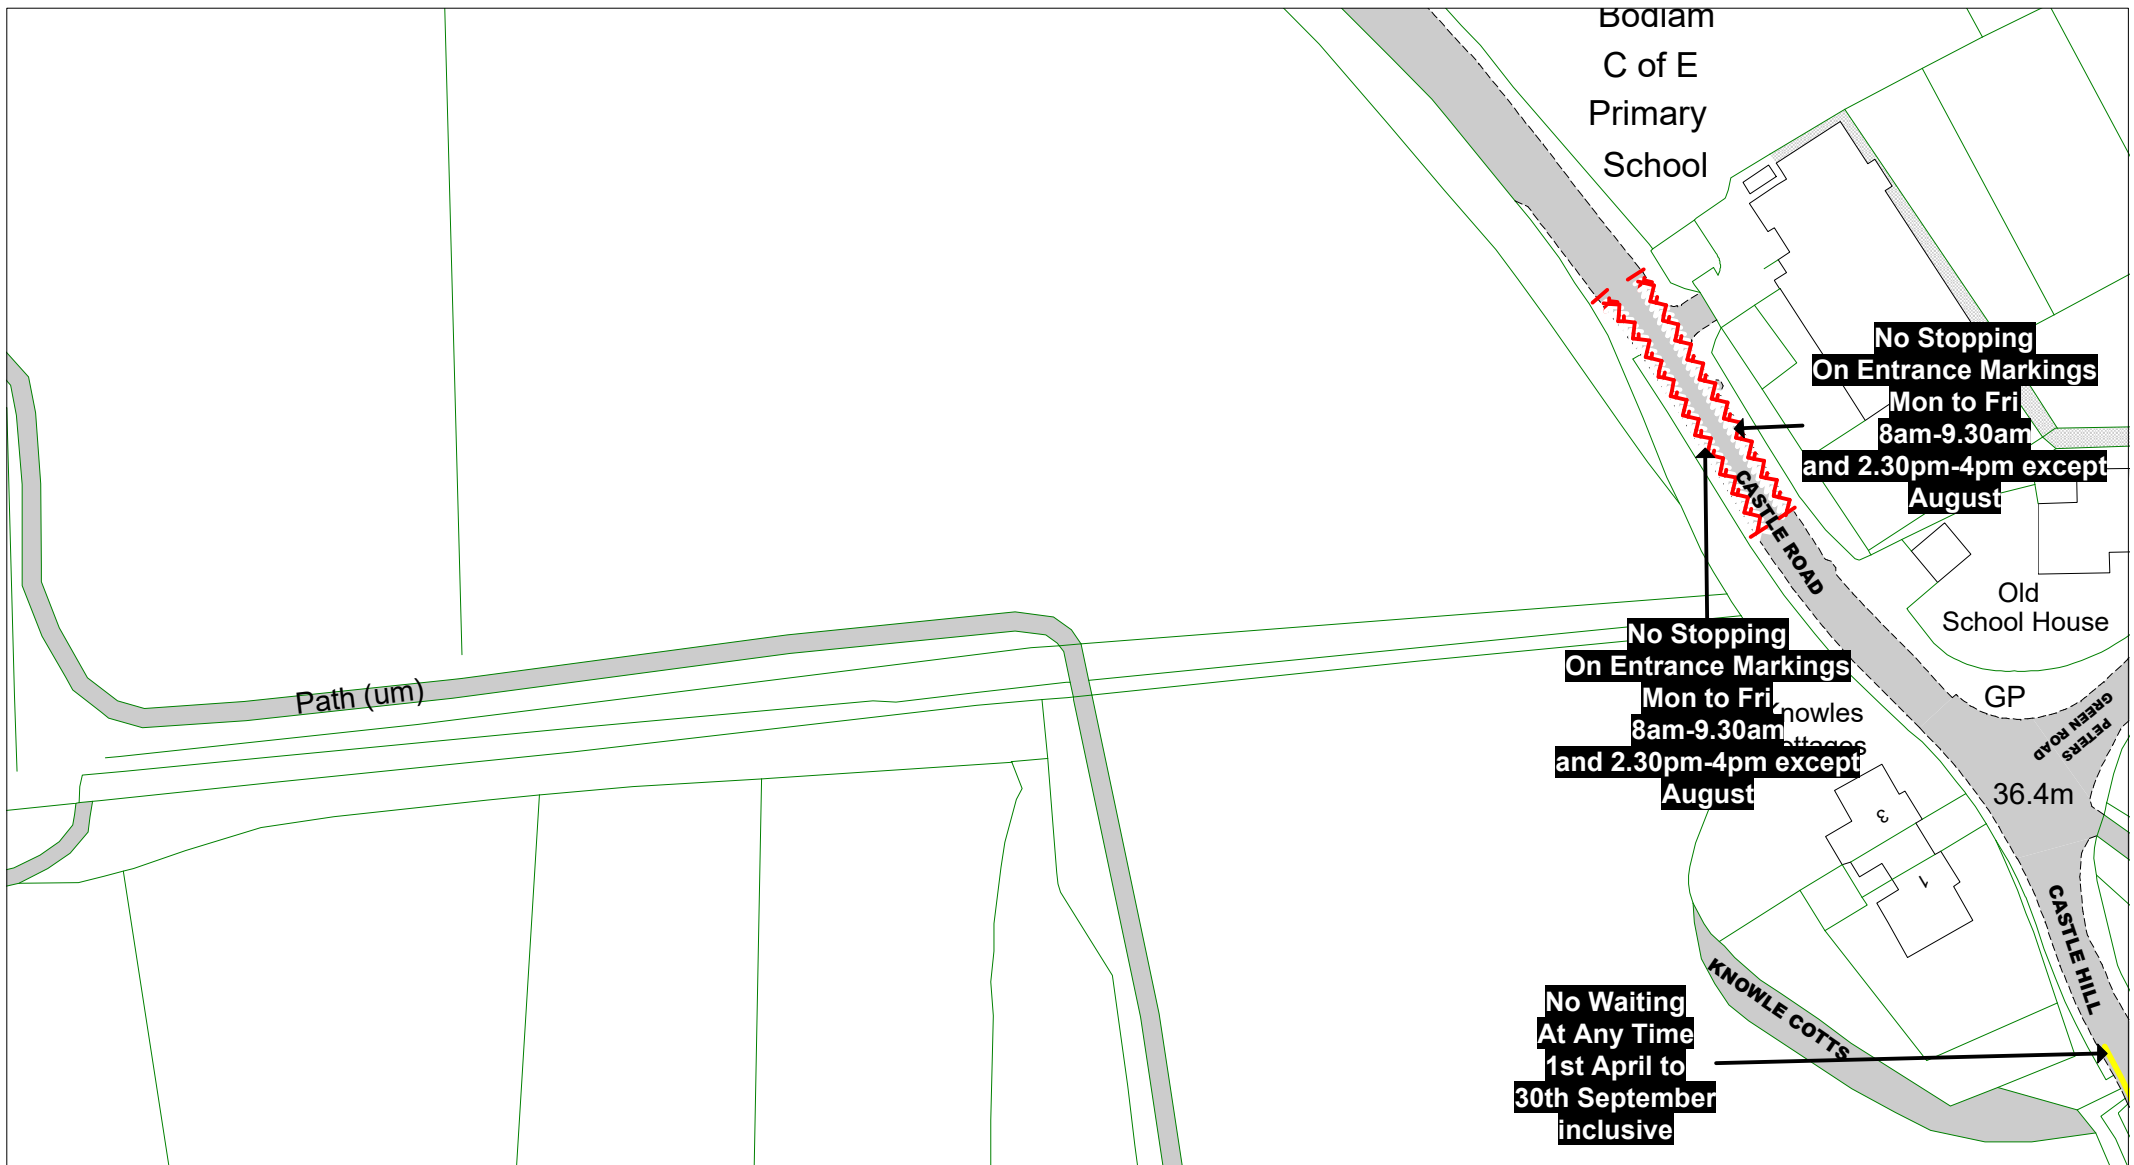 Bodiam
C of E
Primary
School
No Stopping
On Entrance Markings
Mon to Fri
8am-9.30am
and 2.30pm-4pm except
August
CASTLE ROAD
Old
School House
No Stopping
On Entrance Markings
Mon to Fri
8am-9.30am
and 2.30pm-4pm except
August
Path (um)
GP
PETERS
GREEN ROAD
Knowles
ottages
36.4m
3
1
CASTLE HILL
KNOWLE COTTS
No Waiting
At Any Time
1st April to
30th September
inclusive